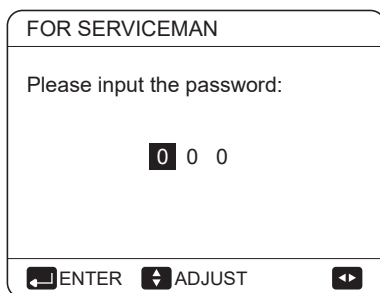 FOR SERVICEMAN
Please input the password:
0 0 0
ENTER ADJUST